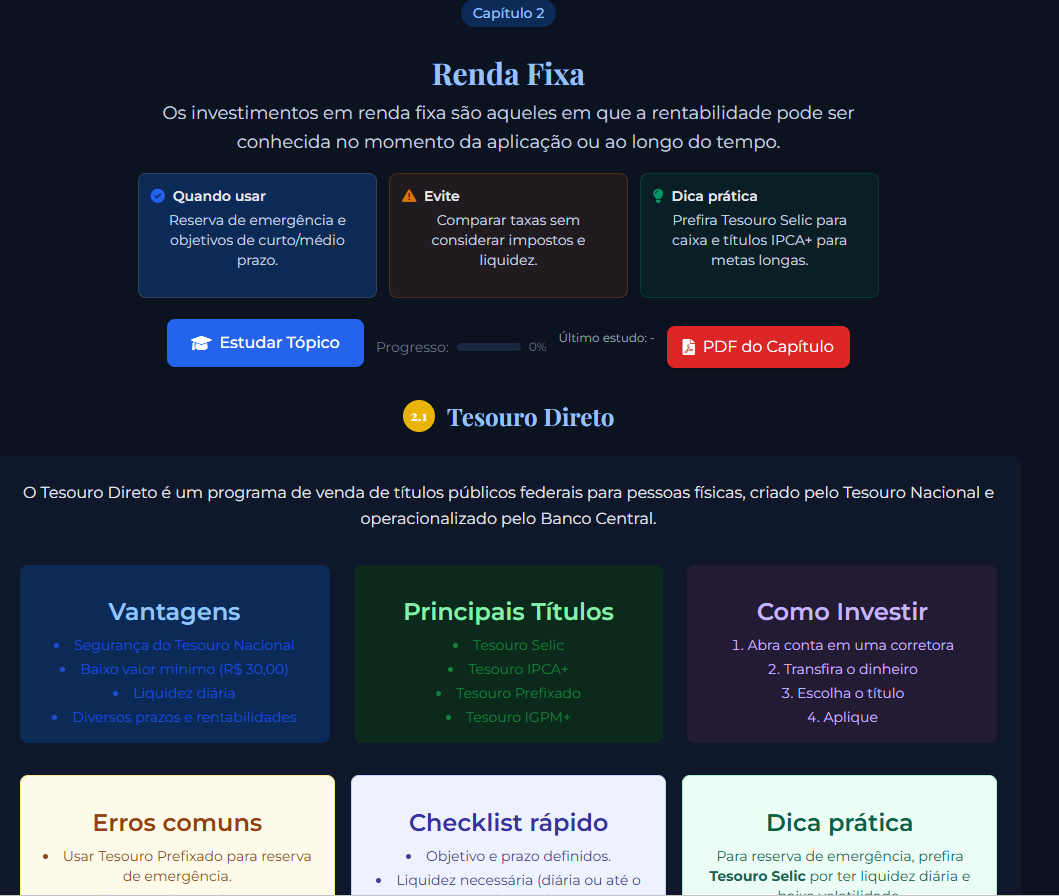 Capítulo 2
Renda Fixa
Os investimentos em renda fixa são aqueles em que a rentabilidade pode ser
conhecida no momento da aplicação ou ao longo do tempo.
Quando usar
Reserva de emergência e
objetivos de curto/médio
prazo.
Evite
Comparar taxas sem
considerar impostos e
liquidez.
Dica prática
Prefira Tesouro Selic para
caixa e títulos IPCA+ para
metas longas.
Estudar Tópico
Progresso: 0%
Último estudo: -
PDF do Capítulo
2.1 Tesouro Direto
O Tesouro Direto é um programa de venda de títulos públicos federais para pessoas físicas, criado pelo Tesouro Nacional e
operacionalizado pelo Banco Central.
Vantagens
• Segurança do Tesouro Nacional
• Baixo valor mínimo (R$ 30,00)
• Liquidez diária
• Diversos prazos e rentabilidades
Principais Títulos
• Tesouro Selic
• Tesouro IPCA+
• Tesouro Prefixado
• Tesouro IGPM+
Como Investir
1. Abra conta em uma corretora
2. Transfira o dinheiro
3. Escolha o título
4. Aplique
Erros comuns
• Usar Tesouro Prefixado para reserva
de emergência.
Checklist rápido
• Objetivo e prazo definidos.
• Liquidez necessária (diária ou até o
Dica prática
Para reserva de emergência, prefira
Tesouro Selic por ter liquidez diária e
baixa volatilidade.